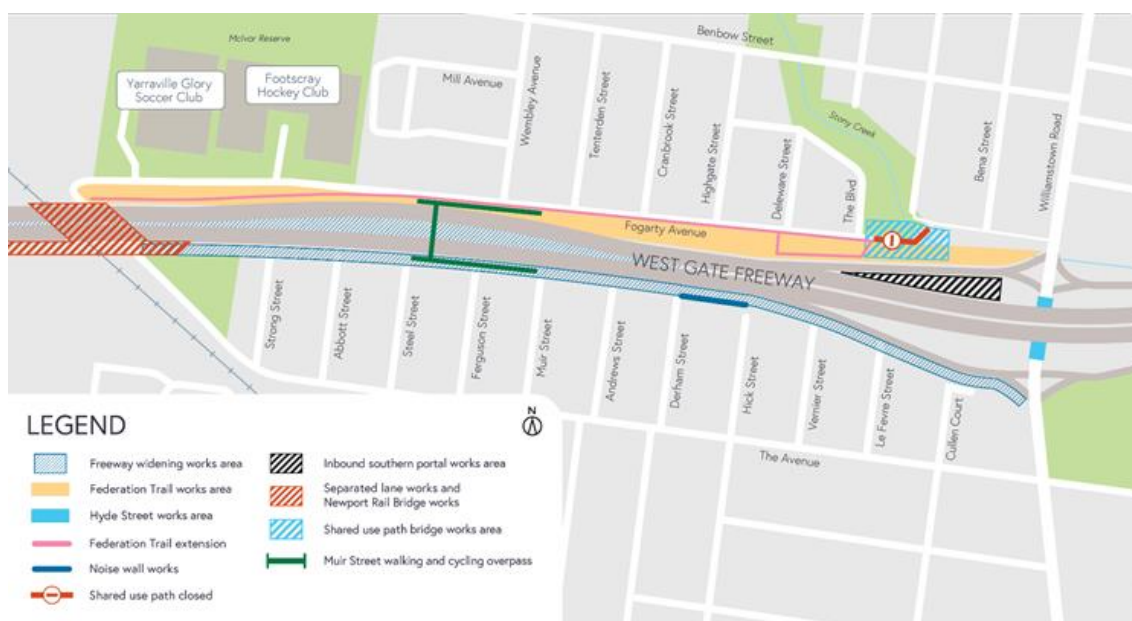 McIvor Reserve
Benbow Street
Yarraville Glory
Soccer Club
Footscray
Hockey Club
Mill Avenue
Wembley Avenue
Tenterden Street
Cranbrook Street
Highgate Street
Deleware Street
The Blvd
Stony Creek
Bena Street
Williamstown Road
Fogarty Avenue
WEST GATE FREEWAY
Strong Street
Abbott Street
Steel Street
Ferguson Street
Muir Street
Andrews Street
Derham Street
Hick Street
Vernier Street
Le Fevre Street
Cullen Court
The Avenue
N
LEGEND
Freeway widening works area
Federation Trail works area
Hyde Street works area
Federation Trail extension
Noise wall works
Shared use path closed
Inbound southern portal works area
Separated lane works and
Newport Rail Bridge works
Shared use path bridge works area
Muir Street walking and cycling overpass